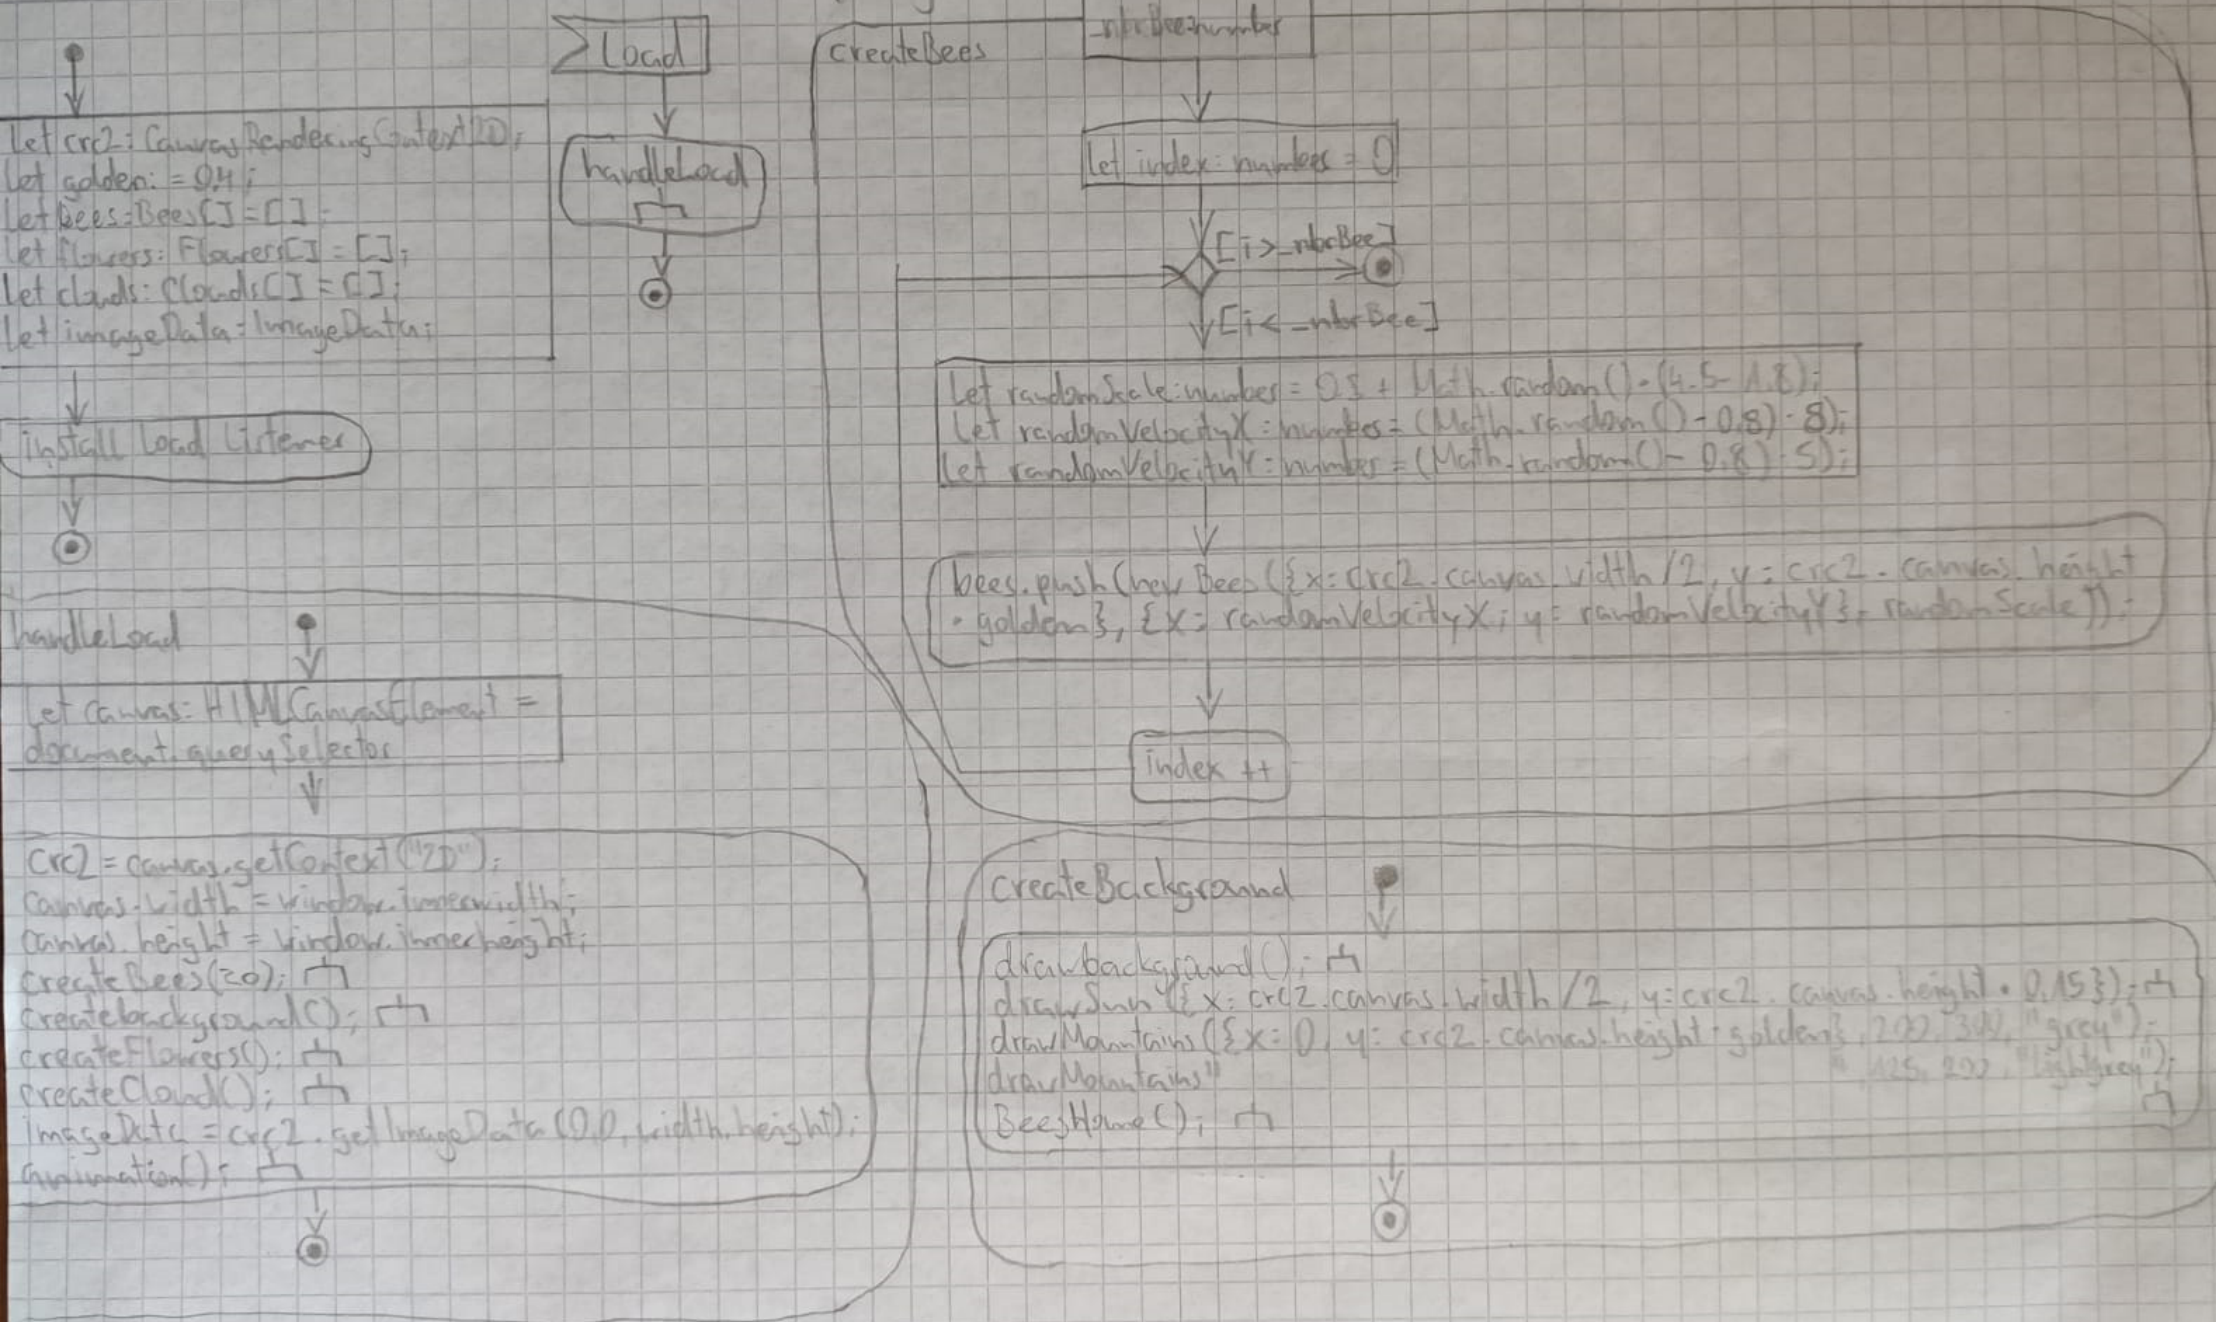 let crc2: CanvasRenderingContext2D;
let golden: = 0.4;
let bees: Bees[] = [];
let flowers: Flowers[] = [];
let clouds: Clouds[] = [];
let imageData: ImageData;
install load listener
Load
handleLoad
handleLoad
let canvas: HTMLCanvasElement =
document.querySelector
crc2 = canvas.getContext("2D");
canvas.width = window.innerwidth;
canvas.height = window.innerheight;
createBees(20);
createbackground();
createFlowers();
createCloud();
imageData = crc2.getImageData(0,0, width, height);
animation();
createBees
_nbrBee: number
let index: number = 0
[i > _nbrBee]
[i < _nbrBee]
let randomScale: number = + Math.random() · (4.5 - 1.8);
let randomVelocityX: number = (Math.random() - 0.8) · 8);
let randomVelocityY: number = (Math.random() - 0.8) · 5);
bees.push(new Bees({x: crc2.canvas.width/2, y: crc2.canvas.height
· golden}, {x: randomVelocityX; y: randomVelocityY}, randomScale));
index ++
createBackground
drawbackground();
drawSun({x: crc2.canvas.width/2, y: crc2.canvas.height · 0.15});
drawMountains({x: 0, y: crc2.canvas.height · golden}, 200, 300, "grey");
drawMountains " " 125, 200, "lightgrey");
BeesHome();